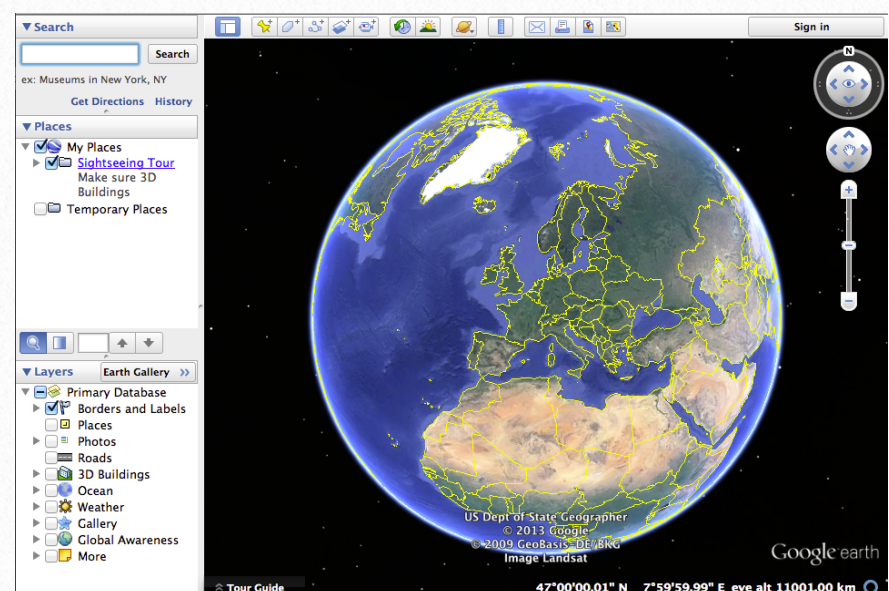 Search
Sign in
Search
ex: Museums in New York, NY
Get Directions History
Places
My Places
Sightseeing Tour
Make sure 3D
Buildings
Temporary Places
Layers
Earth Gallery >>
Primary Database
Borders and Labels
Places
Photos
Roads
3D Buildings
Ocean
Weather
Gallery
Global Awareness
More
N
US Dept of State Geographer
© 2013 Google
© 2009 GeoBasis-DE/BKG
Image Landsat
Google earth
Tour Guide
47°00'00.01" N 7°59'59.99" E eye alt 11001.00 km